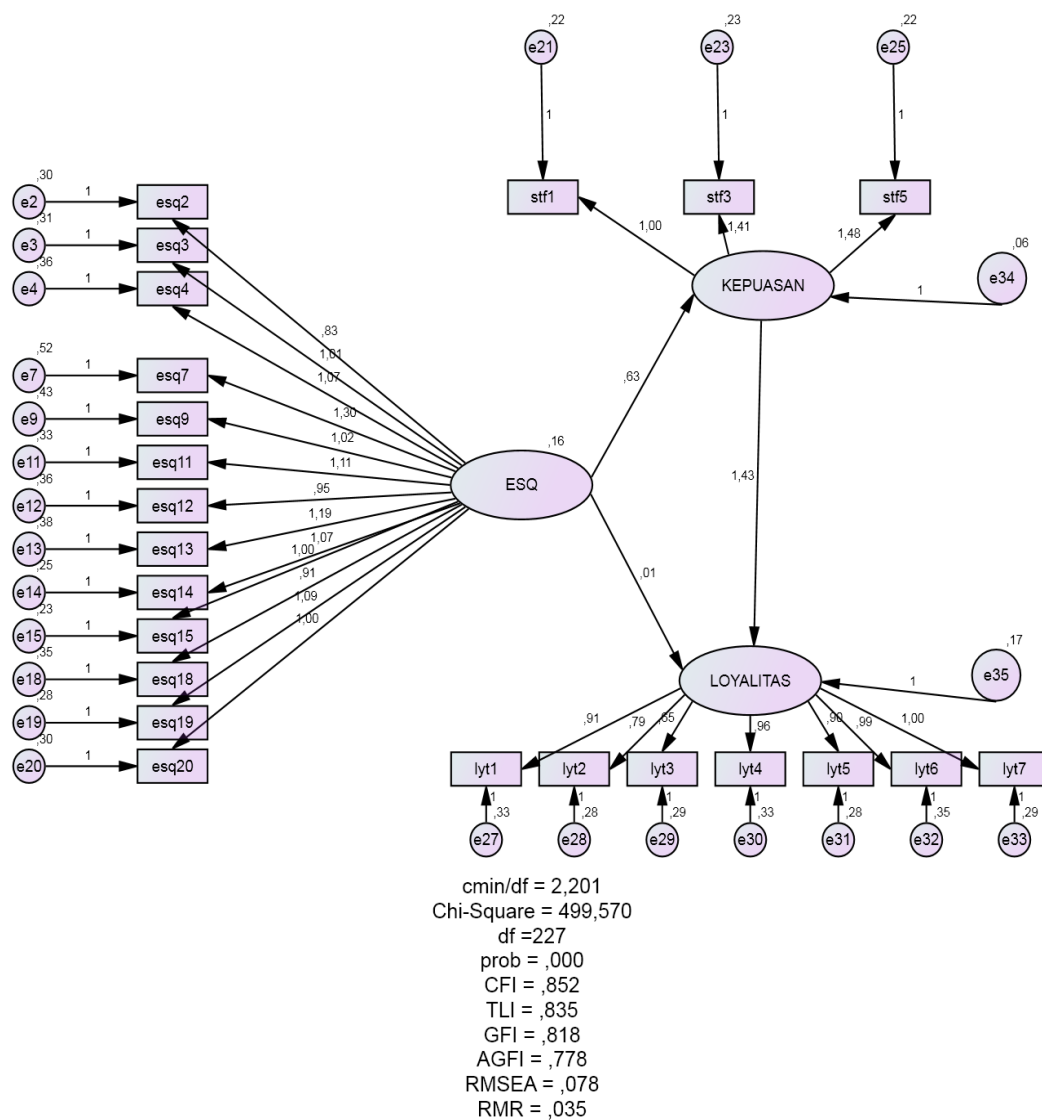 ,22
,23
,22
e21
e23
e25
1
1
1
,30
e2
1
esq2
stf1
stf3
stf5
,31
e3
1
esq3
1,00
1,41
1,48
,06
,36
e4
1
esq4
KEPUASAN
1
e34
,83
1,01
1,07
,52
e7
1
esq7
,63
,43
e9
1
esq9
1,30
1,02
,33
e11
1
esq11
1,11
,16
ESQ
1,43
,36
e12
1
esq12
,95
,38
e13
1
esq13
1,19
1,07
1,00
,25
e14
1
esq14
,91
,01
1,09
,23
e15
1
esq15
1,00
,35
e18
1
esq18
LOYALITAS
1
,17
e35
,28
e19
1
esq19
,30
e20
1
esq20
,91
,79
,65
,96
,90
,99
1,00
lyt1
lyt2
lyt3
lyt4
lyt5
lyt6
lyt7
1
1
1
1
1
1
1
,33
,28
,29
,33
,28
,35
,29
e27
e28
e29
e30
e31
e32
e33
cmin/df = 2,201
Chi-Square = 499,570
df =227
prob = ,000
CFI = ,852
TLI = ,835
GFI = ,818
AGFI = ,778
RMSEA = ,078
RMR = ,035